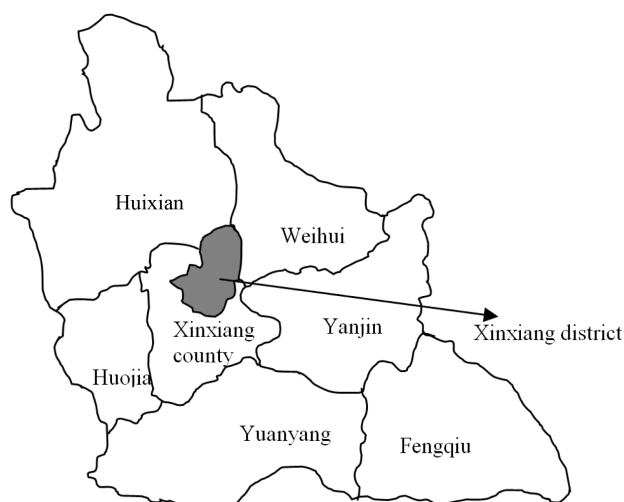 Huixian
Weihui
Xinxiang
county
Yanjin
Xinxiang district
Huojia
Yuanyang
Fengqiu